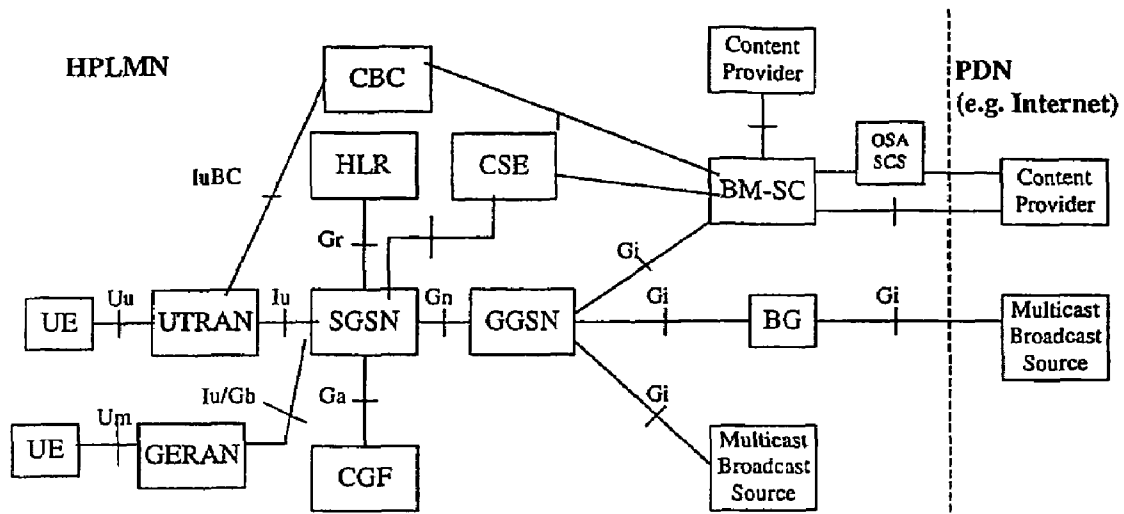 HPLMN
CBC
Content
Provider
PDN
(e.g. Internet)
HLR
CSE
OSA
SCS
IuBC
BM-SC
Content
Provider
Gr
Gi
Uu
Iu
Gn
Gi
Gi
UE
UTRAN
SGSN
GGSN
BG
Multicast
Broadcast
Source
Iu/Gb
Ga
Gi
Um
UE
GERAN
CGF
Multicast
Broadcast
Source